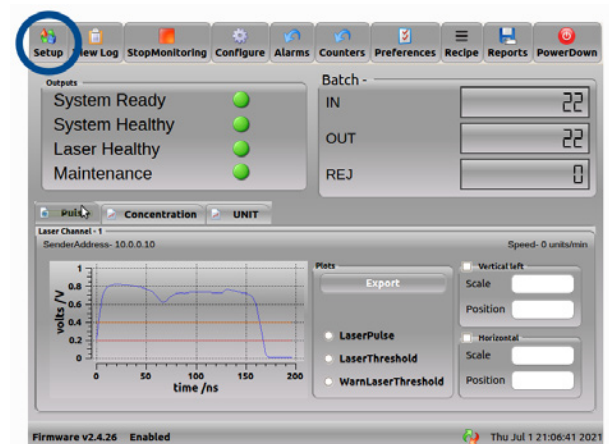 Setup View Log StopMonitoring Configure Alarms Counters Preferences Recipe Reports PowerDown
Outputs
System Ready
System Healthy
Laser Healthy
Maintenance
Batch -
IN 22
OUT 22
REJ 0
Pulse Concentration UNIT
Laser Channel - 1
SenderAddress- 10.0.0.10 Speed- 0 units/min
volts /V
1
0.8
0.6
0.4
0.2
0
0 50 100 150 200
time /ns
Plots
Export
LaserPulse
LaserThreshold
WarnLaserThreshold
Vertical left
Scale
Position
Horizontal
Scale
Position
Firmware v2.4.26 Enabled Thu Jul 1 21:06:41 2021